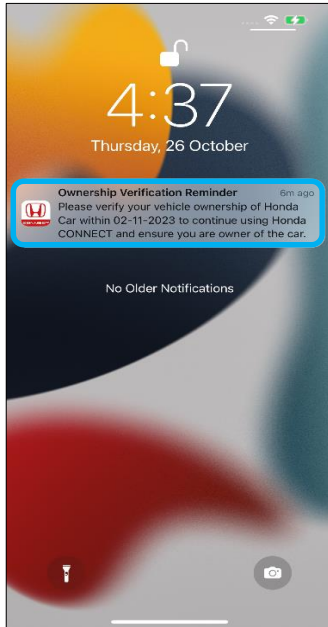 4:37
Thursday, 26 October
Ownership Verification Reminder 6m ago
Please verify your vehicle ownership of Honda
Car within 02-11-2023 to continue using Honda
CONNECT and ensure you are owner of the car.
No Older Notifications